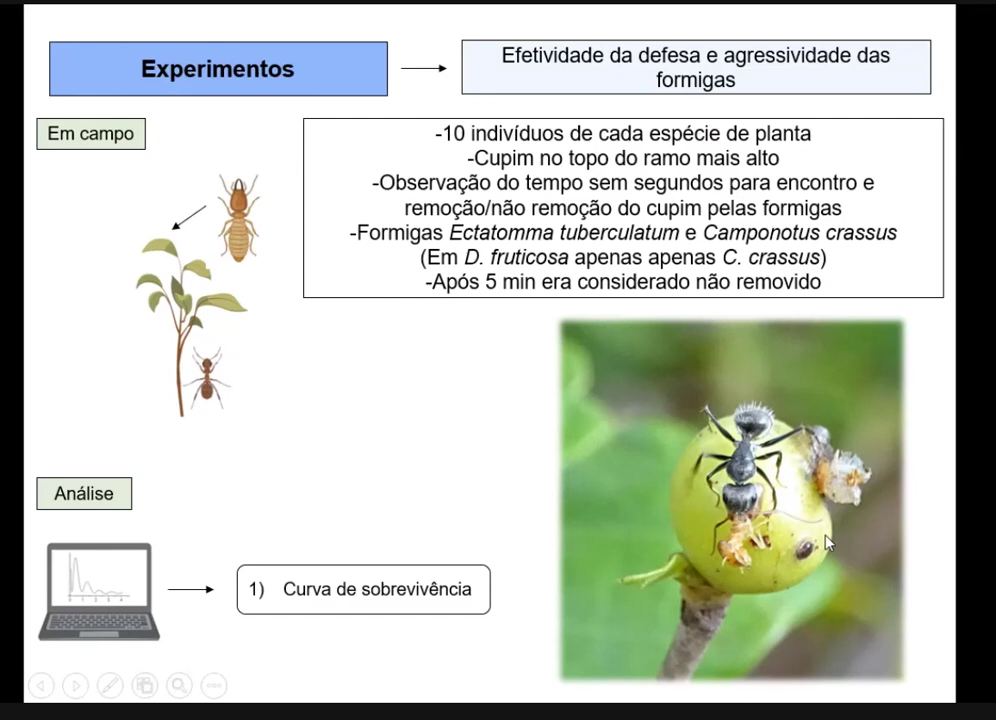 Experimentos
Efetividade da defesa e agressividade das
formigas
Em campo
-10 indivíduos de cada espécie de planta
-Cupim no topo do ramo mais alto
-Observação do tempo sem segundos para encontro e
remoção/não remoção do cupim pelas formigas
-Formigas Ectatomma tuberculatum e Camponotus crassus
(Em D. fruticosa apenas apenas C. crassus)
-Após 5 min era considerado não removido
Análise
1) Curva de sobrevivência